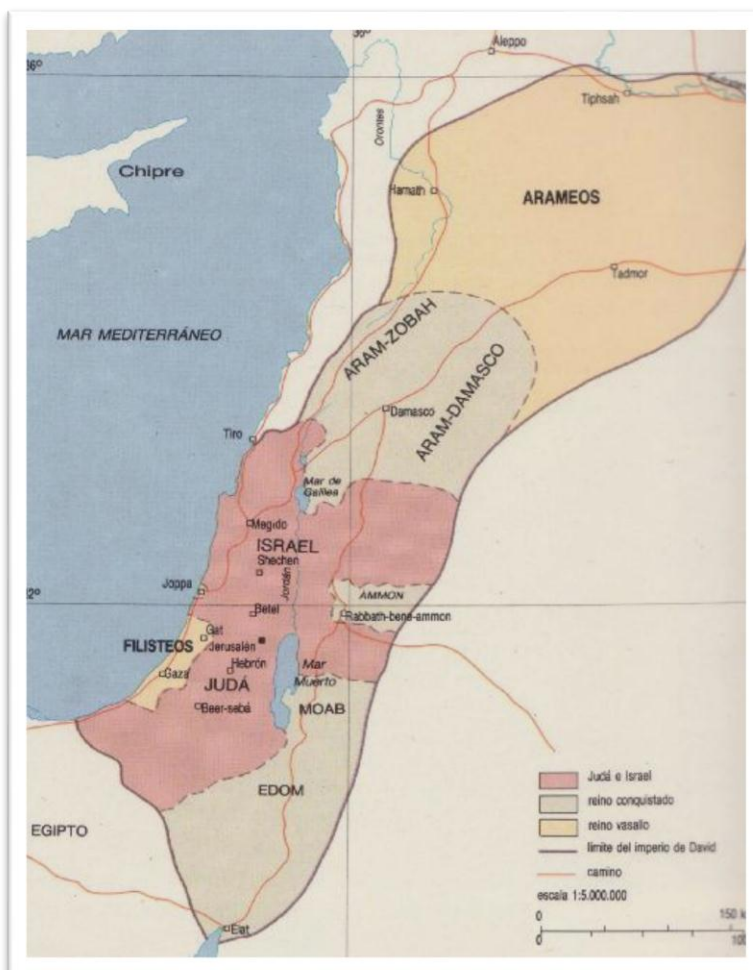 36º
Aleppo
Tiphsah
Orontes
Chipre
Hamath
ARAMEOS
Tadmor
MAR MEDITERRÁNEO
ARAM-ZOBAH
ARAM-DAMASCO
Damasco
Tiro
Mar de
Galilea
Megido
ISRAEL
Shechen
Jordán
Joppa
AMMON
Betel
Rabbath-bene-ammon
Gat
FILISTEOS
Jerusalén
Hebrón
Gaza
JUDÁ
Mar
Muerto
Beer-sebá
MOAB
EDOM
EGIPTO
Elat
Judá e Israel
reino conquistado
reino vasallo
límite del imperio de David
camino
escala 1:5.000.000
0
150 k
0